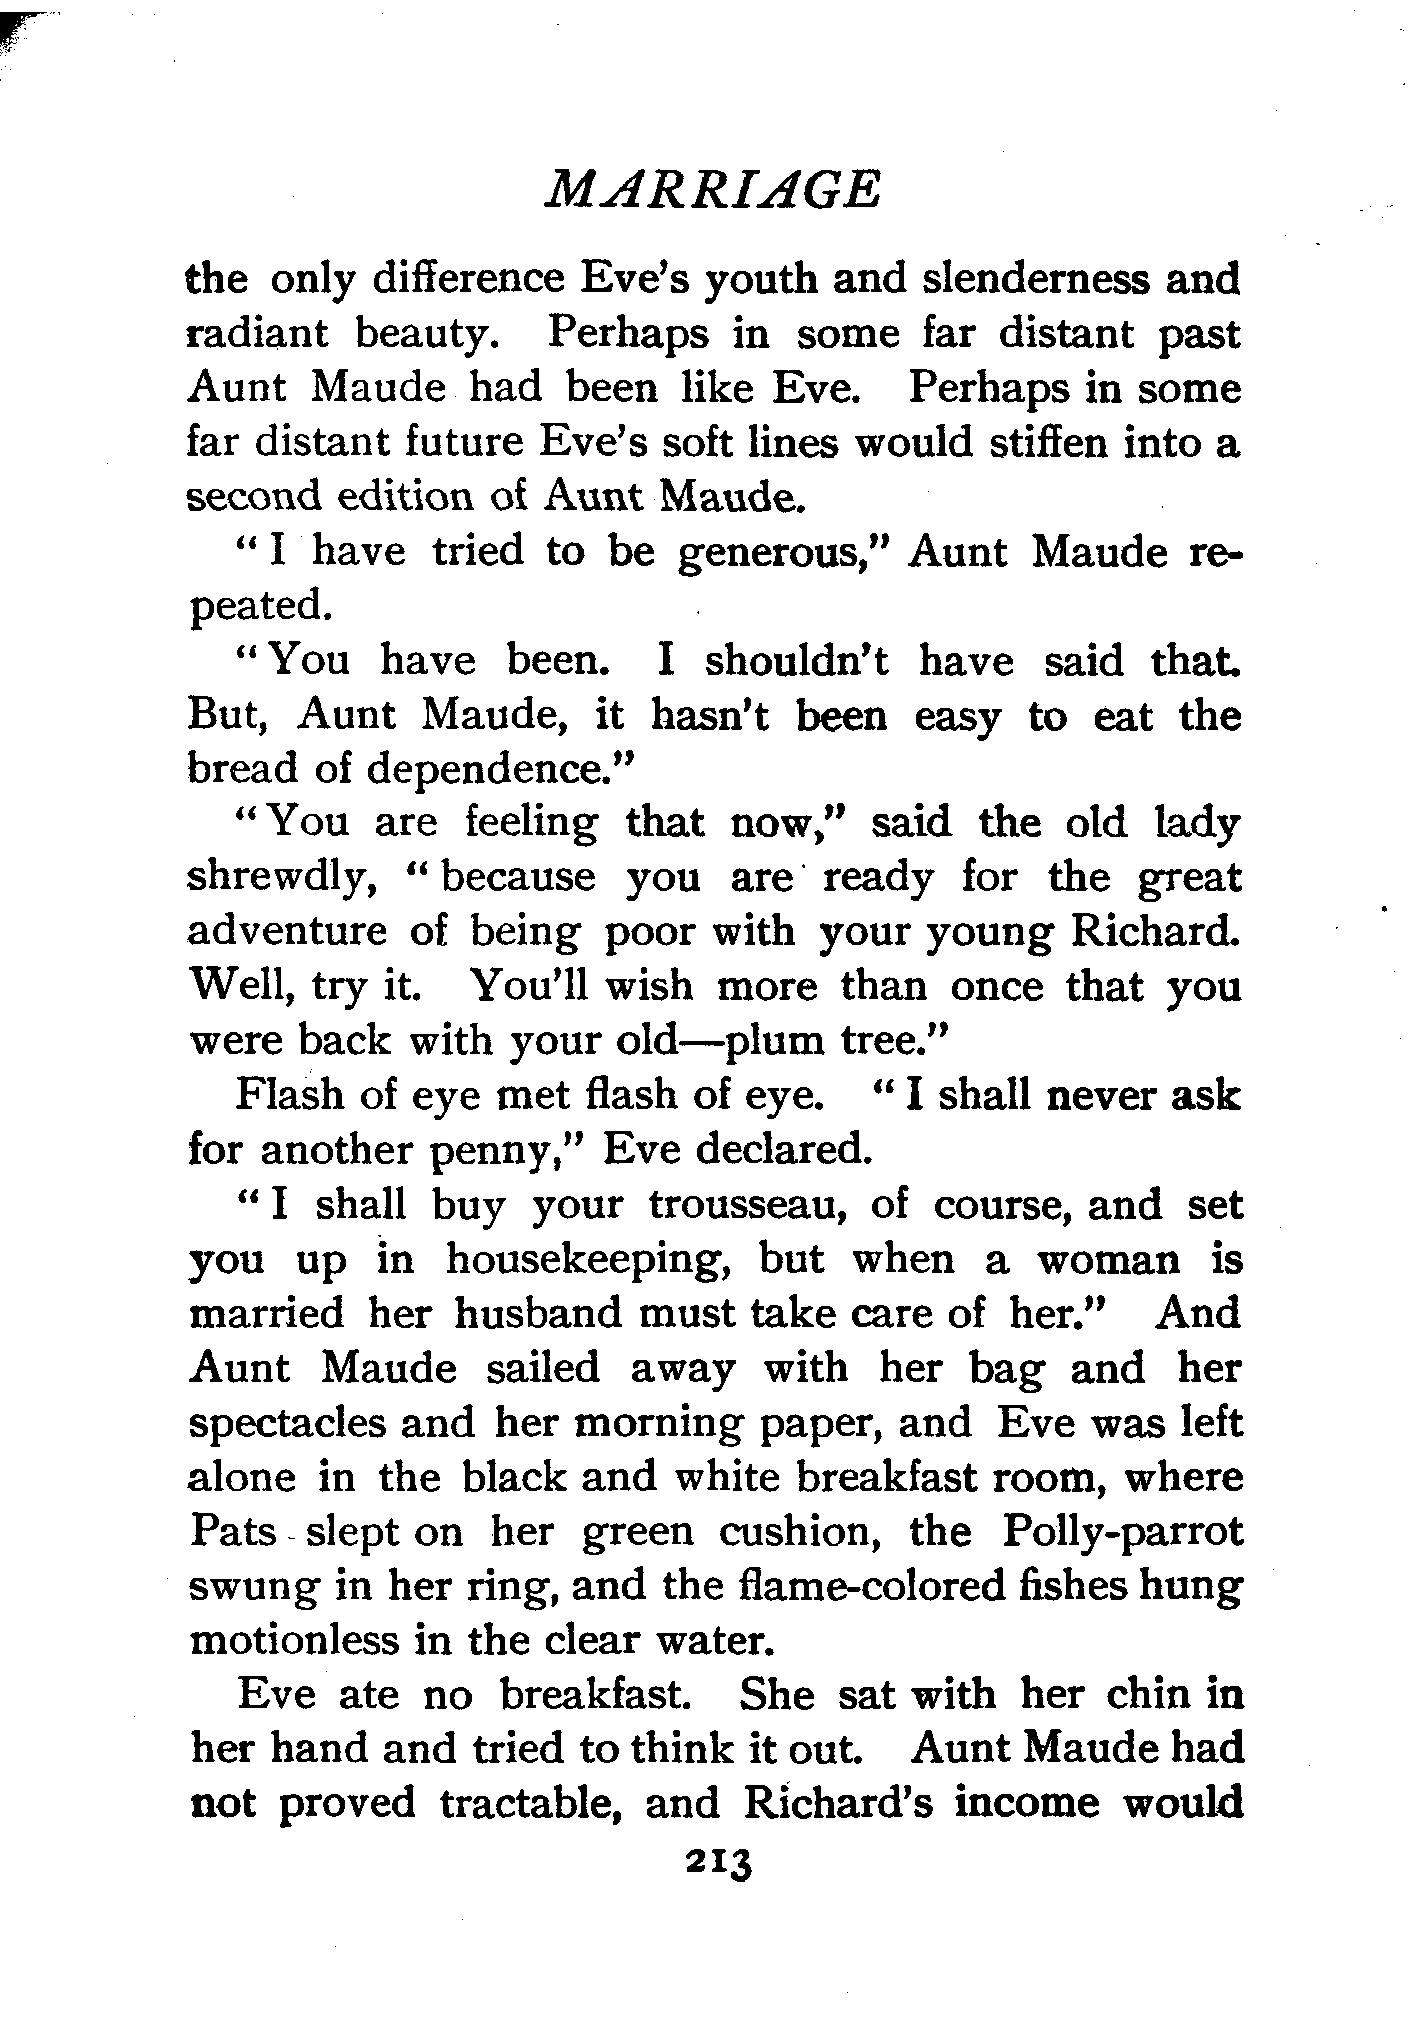 MARRIAGE
the only difference Eve's youth and slenderness and
radiant beauty. Perhaps in some far distant past
Aunt Maude had been like Eve. Perhaps in some
far distant future Eve's soft lines would stiffen into a
second edition of Aunt Maude.
"I have tried to be generous," Aunt Maude re-
peated.
"You have been. I shouldn't have said that.
But, Aunt Maude, it hasn't been easy to eat the
bread of dependence."
"You are feeling that now," said the old lady
shrewdly, "because you are ready for the great
adventure of being poor with your young Richard.
Well, try it. You'll wish more than once that you
were back with your old—plum tree."
Flash of eye met flash of eye. "I shall never ask
for another penny," Eve declared.
"I shall buy your trousseau, of course, and set
you up in housekeeping, but when a woman is
married her husband must take care of her." And
Aunt Maude sailed away with her bag and her
spectacles and her morning paper, and Eve was left
alone in the black and white breakfast room, where
Pats slept on her green cushion, the Polly-parrot
swung in her ring, and the flame-colored fishes hung
motionless in the clear water.
Eve ate no breakfast. She sat with her chin in
her hand and tried to think it out. Aunt Maude had
not proved tractable, and Richard's income would
213